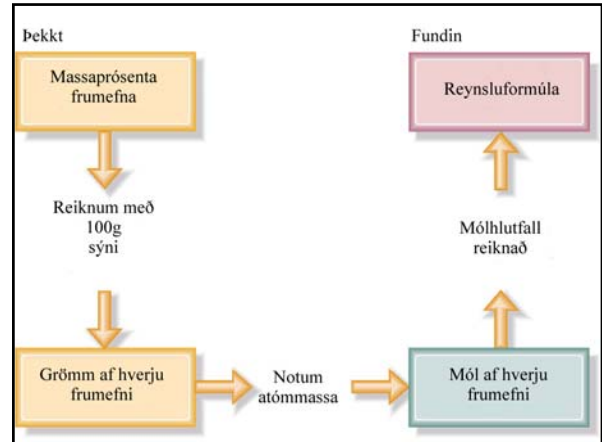 Þekkt
Massaprósenta
frumefna
Reiknum með
100g
sýni
Grömm af hverju
frumefni
Notum
atómmassa
Mól af hverju
frumefni
Mólhlutfall
reiknað
Fundin
Reynsluformúla